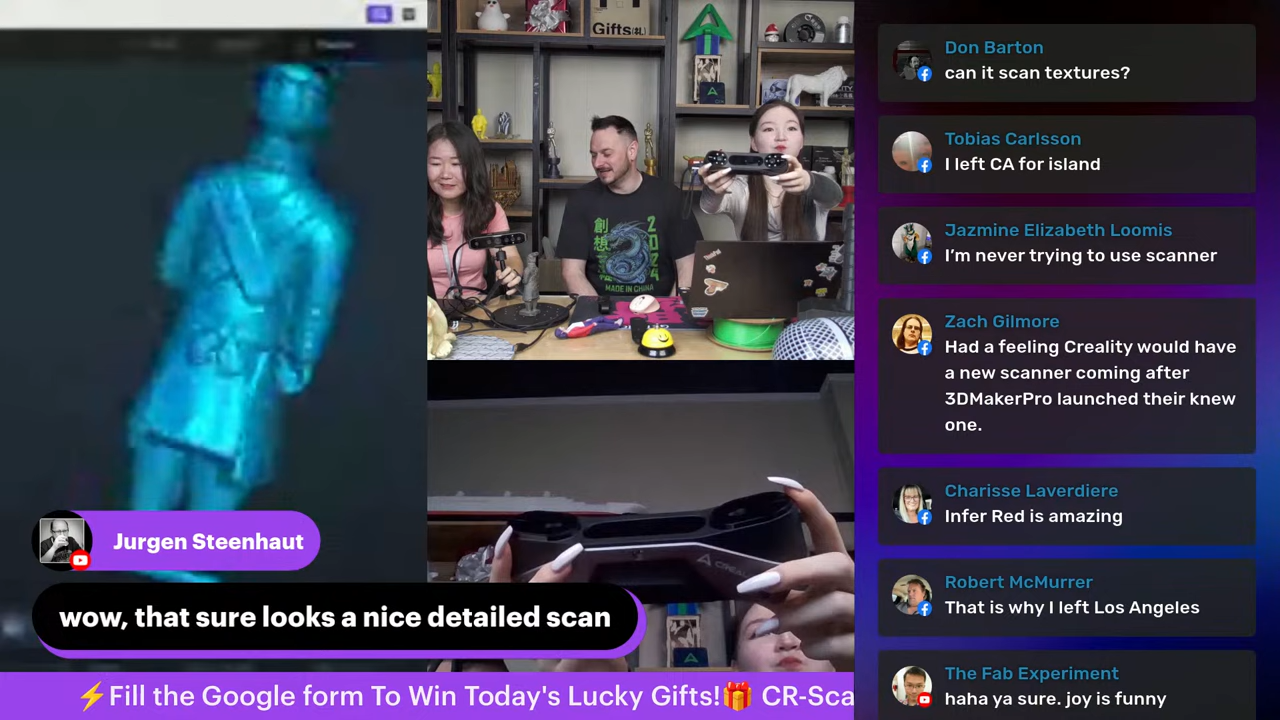 Gifts(礼)
創想
2024
MADE IN CHINA
Jurgen Steenhaut
wow, that sure looks a nice detailed scan
⚡Fill the Google form To Win Today's Lucky Gifts!🎁 CR-Sca
Don Barton
can it scan textures?
Tobias Carlsson
I left CA for island
Jazmine Elizabeth Loomis
I’m never trying to use scanner
Zach Gilmore
Had a feeling Creality would have
a new scanner coming after
3DMakerPro launched their knew
one.
Charisse Laverdiere
Infer Red is amazing
Robert McMurrer
That is why I left Los Angeles
The Fab Experiment
haha ya sure. joy is funny